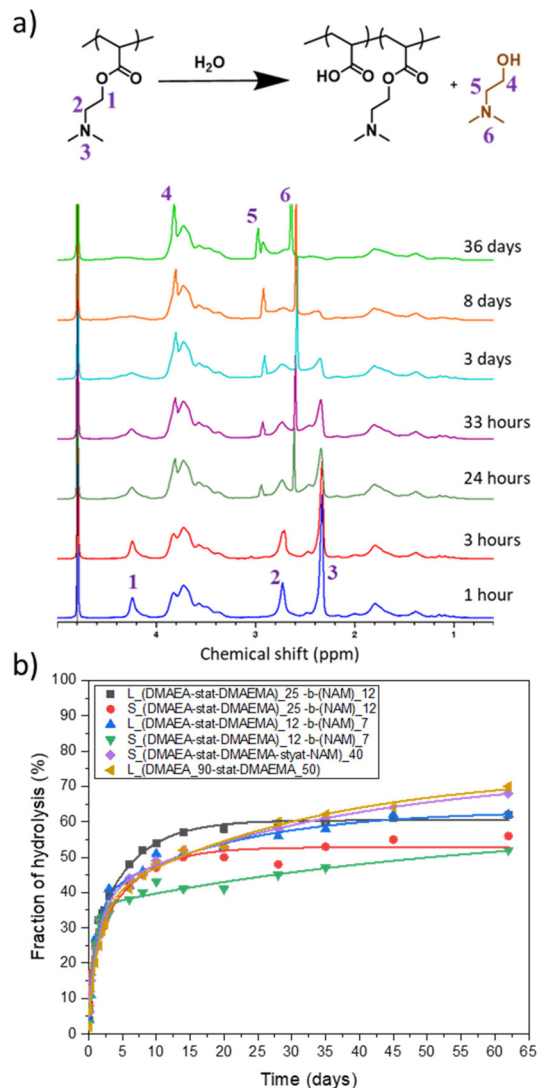 a)
O
O
1
2
N
3
H₂O
HO
O
O
O
N
+
OH
5
4
N
6
4
5
6
36 days
8 days
3 days
33 hours
24 hours
3 hours
1 hour
1
2
3
4
3
2
1
Chemical shift (ppm)
b)
L_(DMAEA-stat-DMAEMA)_25 -b-(NAM)_12
S_(DMAEA-stat-DMAEMA)_25 -b-(NAM)_12
L_(DMAEA-stat-DMAEMA)_12 -b-(NAM)_7
S_(DMAEA-stat-DMAEMA)_12 -b-(NAM)_7
S_(DMAEA-stat-DMAEMA-styat-NAM)_40
L_(DMAEA_90-stat-DMAEMA_50)
Fraction of hydrolysis (%)
100
90
80
70
60
50
40
30
20
10
0
0 5 10 15 20 25 30 35 40 45 50 55 60 65
Time (days)